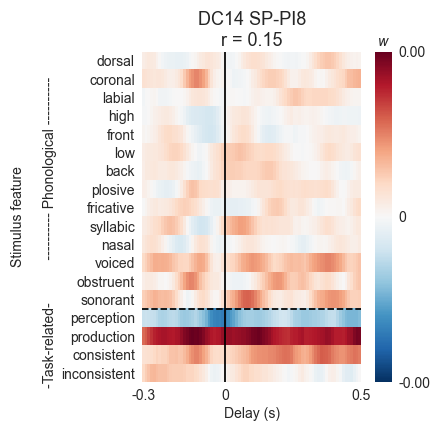 DC14 SP-PI8
r = 0.15
w
dorsal
coronal
labial
high
front
low
back
plosive
fricative
syllabic
nasal
voiced
obstruent
sonorant
perception
production
consistent
inconsistent
Stimulus feature
-Task-related- ----------- Phonological ----------
0.00
0
-0.00
-0.3 0 0.5
Delay (s)